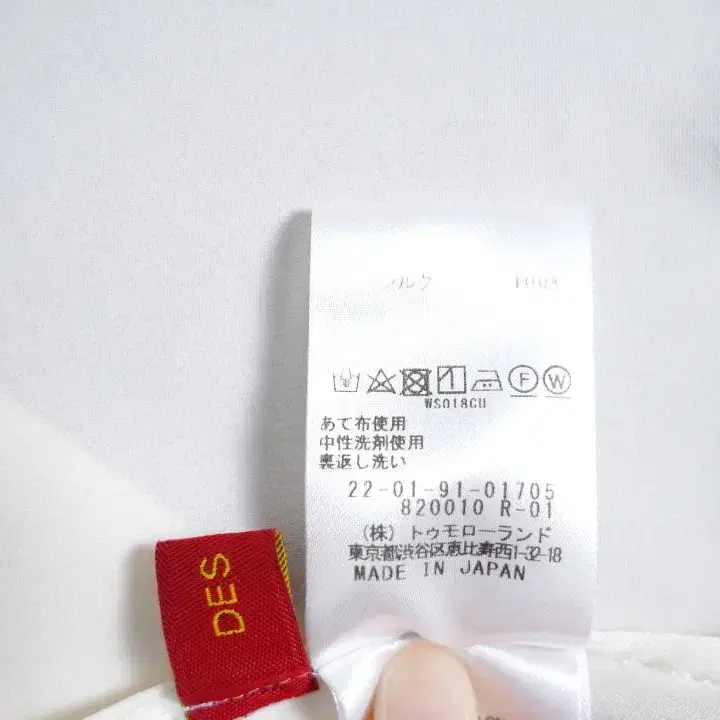 ルク 100%
WS018CU
あて布使用
中性洗剤使用
裏返し洗い
22-01-91-01705
820010 R-01
(株) トゥモローランド
東京都渋谷区恵比寿西1-32-18
MADE IN JAPAN
DES